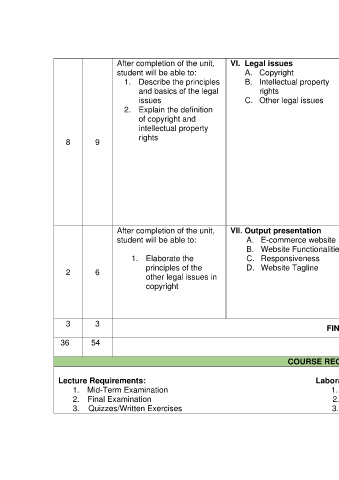 After completion of the unit,
student will be able to:
1. Describe the principles
and basics of the legal
issues
2. Explain the definition
of copyright and
intellectual property
rights
VI. Legal issues
A. Copyright
B. Intellectual property
rights
C. Other legal issues
8 9
After completion of the unit,
student will be able to:
1. Elaborate the
principles of the
other legal issues in
copyright
VII. Output presentation
A. E-commerce website
B. Website Functionalitie
C. Responsiveness
D. Website Tagline
2 6
3 3
FIN
36 54
COURSE REQ
Lecture Requirements:
1. Mid-Term Examination
2. Final Examination
3. Quizzes/Written Exercises
Labora
1.
2.
3.